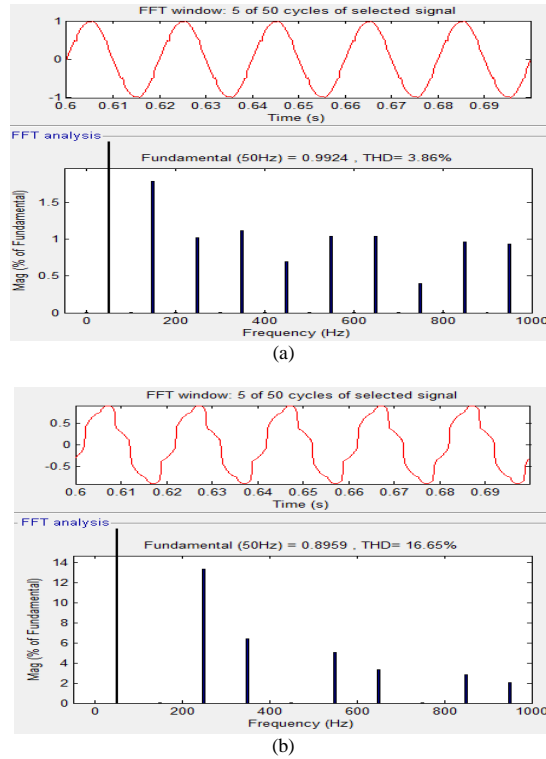 FFT window: 5 of 50 cycles of selected signal
1
0
-1
0.6 0.61 0.62 0.63 0.64 0.65 0.66 0.67 0.68 0.69
Time (s)
FFT analysis
Fundamental (50Hz) = 0.9924 , THD= 3.86%
Mag (% of Fundamental)
1.5
1
0.5
0
0 200 400 600 800 1000
Frequency (Hz)
(a)
FFT window: 5 of 50 cycles of selected signal
0.5
0
-0.5
0.6 0.61 0.62 0.63 0.64 0.65 0.66 0.67 0.68 0.69
Time (s)
FFT analysis
Fundamental (50Hz) = 0.8959 , THD= 16.65%
Mag (% of Fundamental)
14
12
10
8
6
4
2
0
0 200 400 600 800 1000
Frequency (Hz)
(b)